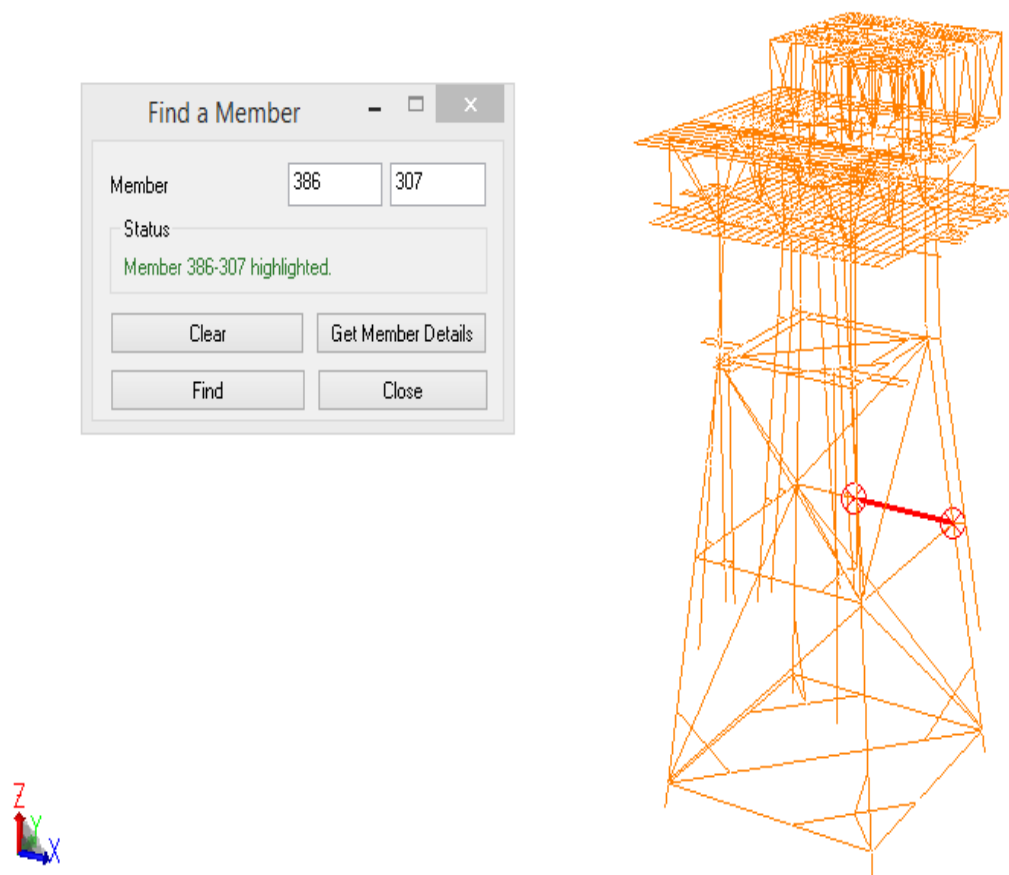 Find a Member
Member 386 307
Status
Member 386-307 highlighted.
Clear Get Member Details
Find Close
Z
Y
X